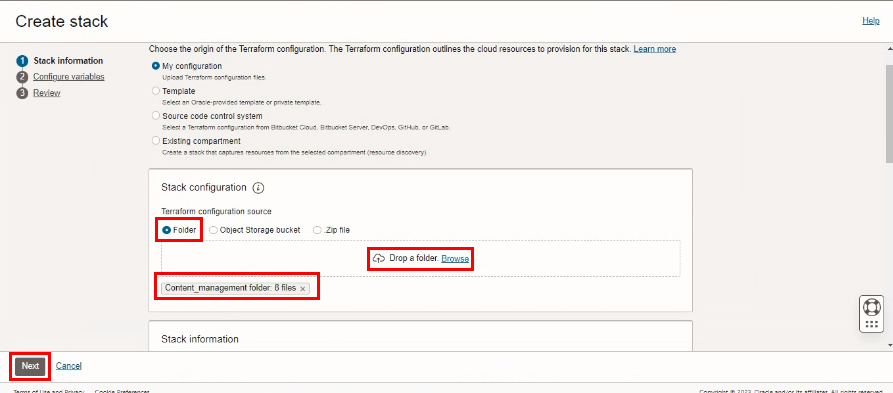 Create stack
Help
1 Stack information
2 Configure variables
3 Review
Choose the origin of the Terraform configuration. The Terraform configuration outlines the cloud resources to provision for this stack. Learn more
My configuration
Upload Terraform configuration files.
Template
Select an Oracle-provided template or private template.
Source code control system
Select a Terraform configuration from Bitbucket Cloud, Bitbucket Server, DevOps, GitHub, or GitLab.
Existing compartment
Create a stack that captures resources from the selected compartment (resource discovery).
Stack configuration i
Terraform configuration source
Folder Object Storage bucket .Zip file
Drop a folder. Browse
Content_management folder: 8 files ×
Stack information
Next Cancel
Terms of Use and Privacy Cookie Preferences
Copyright © 2023, Oracle and/or its affiliates. All rights reserved.